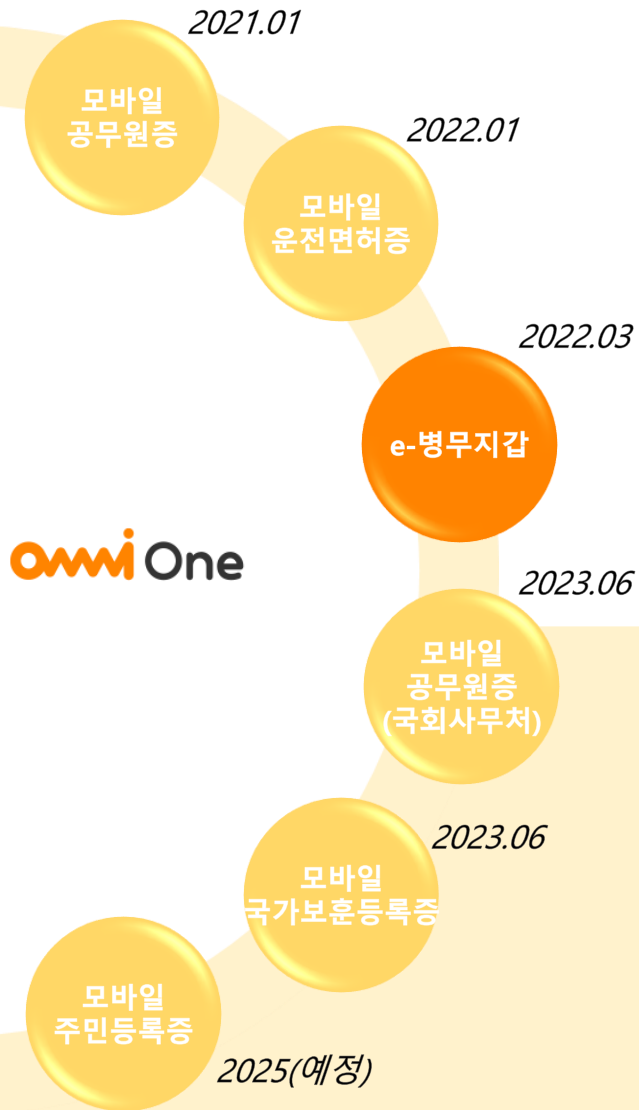 2021.01
모바일
공무원증
2022.01
모바일
운전면허증
2022.03
e-병무지갑
omni One
2023.06
모바일
공무원증
(국회사무처)
2023.06
모바일
국가보훈등록증
모바일
주민등록증
2025(예정)